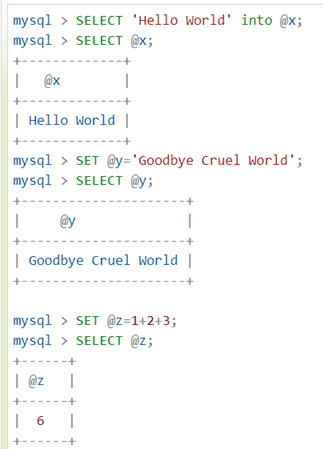 mysql > SELECT 'Hello World' into @x;
mysql > SELECT @x;
+-------------+
|   @x        |
+-------------+
| Hello World |
+-------------+
mysql > SET @y='Goodbye Cruel World';
mysql > SELECT @y;
+---------------------+
|     @y              |
+---------------------+
| Goodbye Cruel World |
+---------------------+

mysql > SET @z=1+2+3;
mysql > SELECT @z;
+------+
| @z   |
+------+
|  6   |
+------+